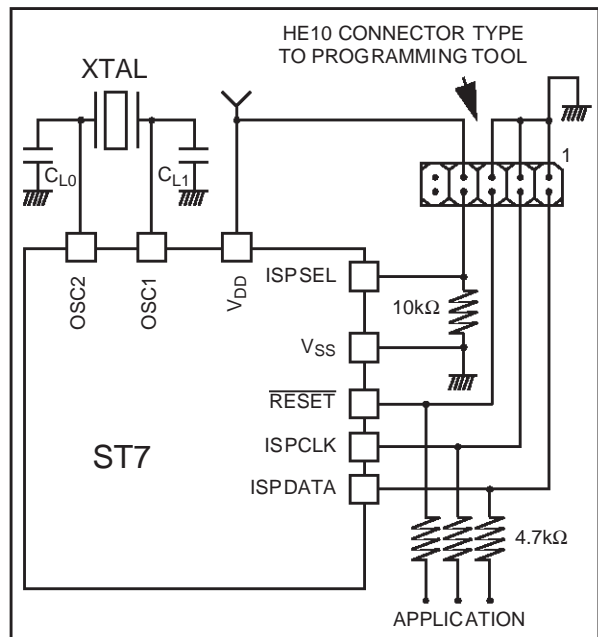 HE10 CONNECTOR TYPE
TO PROGRAMMING TOOL
XTAL
1
CL0
CL1
OSC2
OSC1
VDD
ISPSEL
10kΩ
VSS
RESET
ISPCLK
ST7
ISPDATA
4.7kΩ
APPLICATION